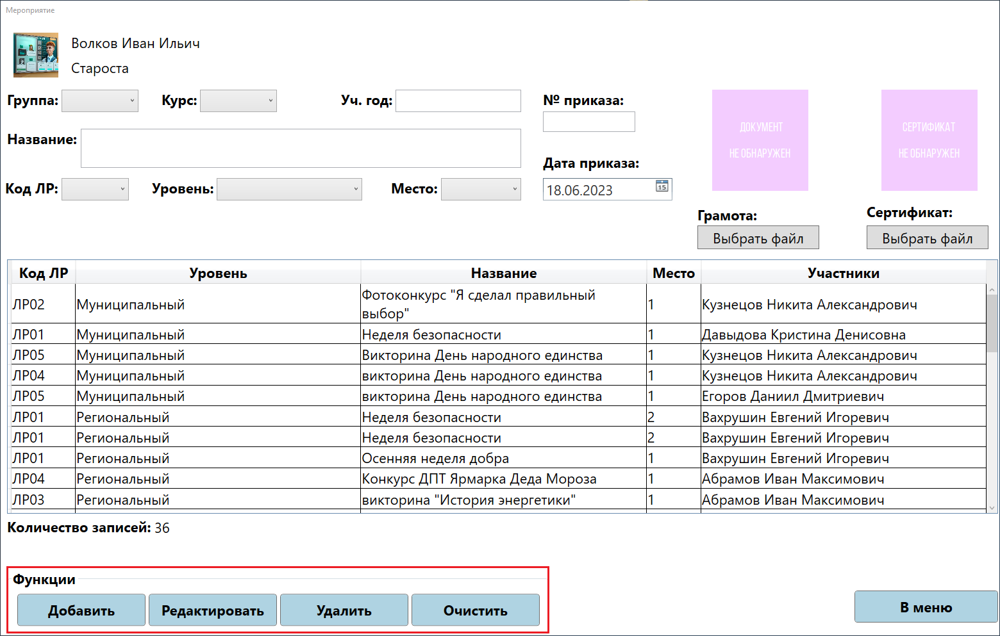 Мероприятие
Волков Иван Ильич
Староста
Группа: Курс: Уч. год: № приказа:
Название:
Дата приказа:
Код ЛР: Уровень: Место: 18.06.2023 15
ДОКУМЕНТ
НЕ ОБНАРУЖЕН
СЕРТИФИКАТ
НЕ ОБНАРУЖЕН
Грамота: Сертификат:
Выбрать файл Выбрать файл
Код ЛР Уровень Название Место Участники
ЛР02 Муниципальный Фотоконкурс "Я сделал правильный выбор" 1 Кузнецов Никита Александрович
ЛР01 Муниципальный Неделя безопасности 1 Давыдова Кристина Денисовна
ЛР05 Муниципальный Викторина День народного единства 1 Кузнецов Никита Александрович
ЛР04 Муниципальный викторина День народного единства 1 Кузнецов Никита Александрович
ЛР05 Муниципальный викторина День народного единства 1 Егоров Даниил Дмитриевич
ЛР01 Региональный Неделя безопасности 2 Вахрушин Евгений Игоревич
ЛР01 Региональный Неделя безопасности 2 Вахрушин Евгений Игоревич
ЛР01 Региональный Осенняя неделя добра 1 Вахрушин Евгений Игоревич
ЛР04 Региональный Конкурс ДПТ Ярмарка Деда Мороза 1 Абрамов Иван Максимович
ЛР03 Региональный викторина "История энергетики" 1 Абрамов Иван Максимович
Количество записей: 36
Функции
Добавить Редактировать Удалить Очистить В меню